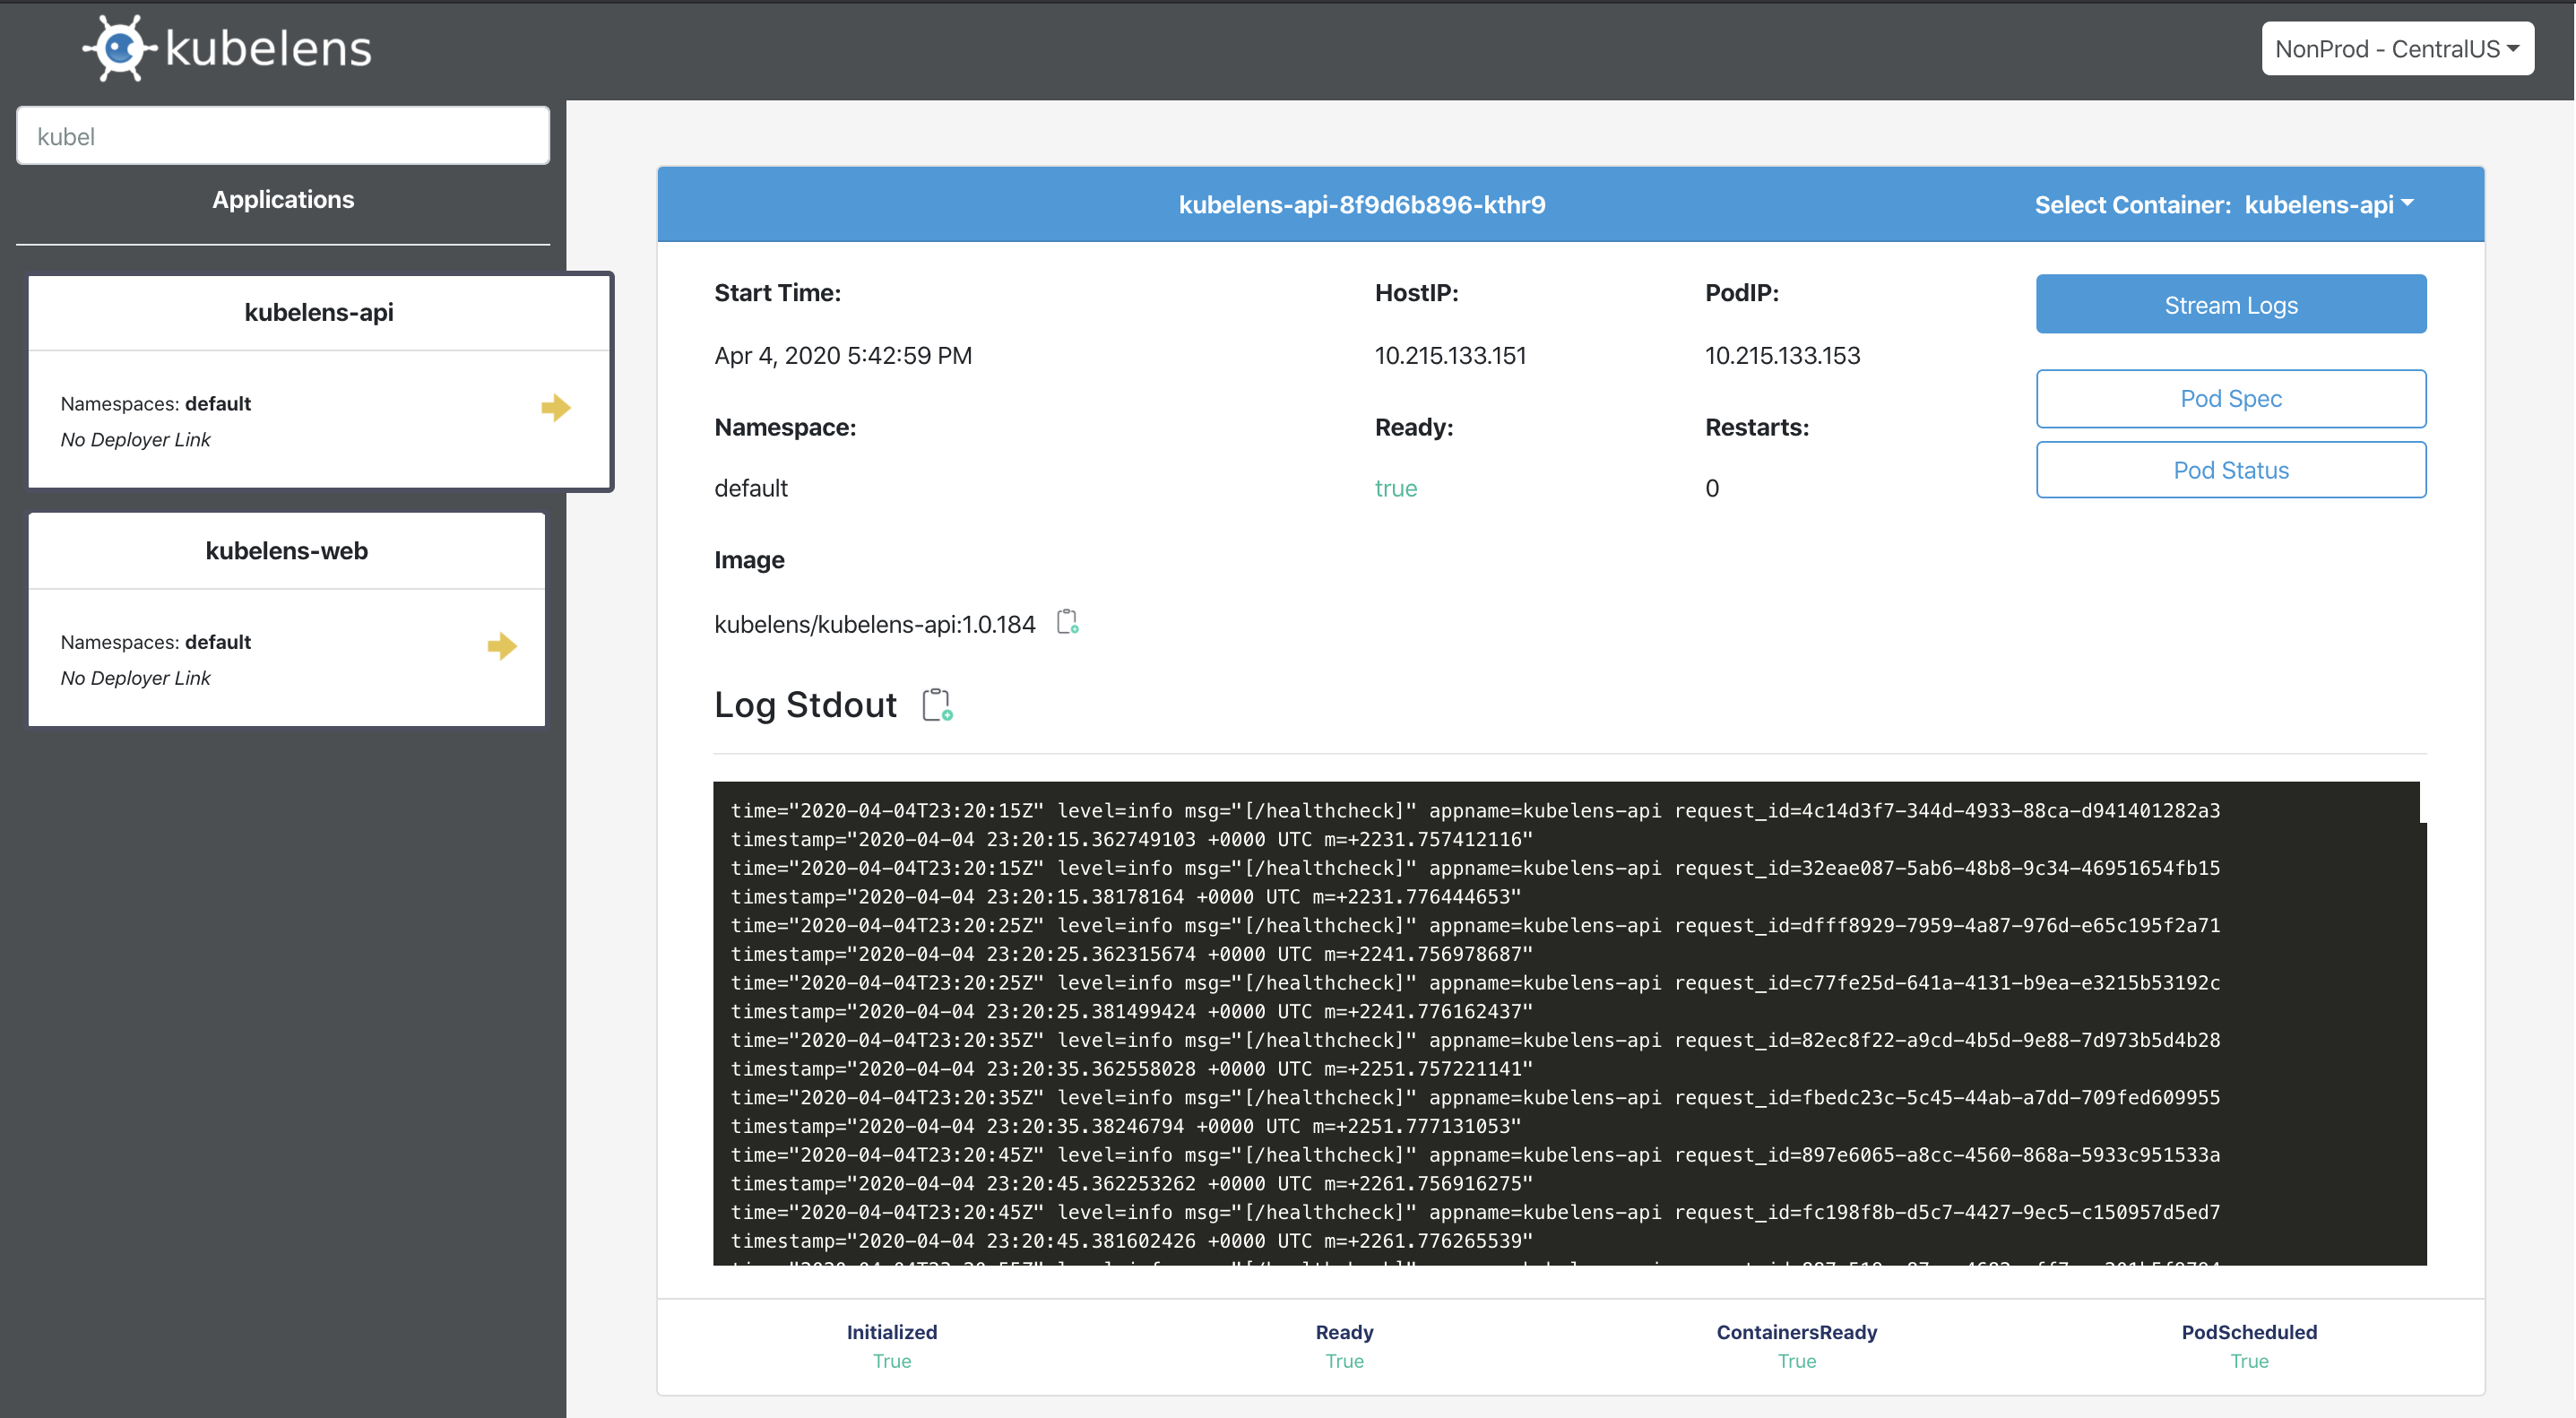 kubelens
NonProd - CentralUS
kubel
Applications
kubelens-api
Namespaces: default
No Deployer Link
kubelens-web
Namespaces: default
No Deployer Link
kubelens-api-8f9d6b896-kthr9
Select Container: kubelens-api
Start Time:
HostIP:
PodIP:
Stream Logs
Apr 4, 2020 5:42:59 PM
10.215.133.151
10.215.133.153
Pod Spec
Namespace:
Ready:
Restarts:
Pod Status
default
true
0
Image
kubelens/kubelens-api:1.0.184
Log Stdout
time="2020-04-04T23:20:15Z" level=info msg="[/healthcheck]" appname=kubelens-api request_id=4c14d3f7-344d-4933-88ca-d941401282a3
timestamp="2020-04-04 23:20:15.362749103 +0000 UTC m=+2231.757412116"
time="2020-04-04T23:20:15Z" level=info msg="[/healthcheck]" appname=kubelens-api request_id=32eae087-5ab6-48b8-9c34-46951654fb15
timestamp="2020-04-04 23:20:15.38178164 +0000 UTC m=+2231.776444653"
time="2020-04-04T23:20:25Z" level=info msg="[/healthcheck]" appname=kubelens-api request_id=dfff8929-7959-4a87-976d-e65c195f2a71
timestamp="2020-04-04 23:20:25.362315674 +0000 UTC m=+2241.756978687"
time="2020-04-04T23:20:25Z" level=info msg="[/healthcheck]" appname=kubelens-api request_id=c77fe25d-641a-4131-b9ea-e3215b53192c
timestamp="2020-04-04 23:20:25.381499424 +0000 UTC m=+2241.776162437"
time="2020-04-04T23:20:35Z" level=info msg="[/healthcheck]" appname=kubelens-api request_id=82ec8f22-a9cd-4b5d-9e88-7d973b5d4b28
timestamp="2020-04-04 23:20:35.362558028 +0000 UTC m=+2251.757221141"
time="2020-04-04T23:20:35Z" level=info msg="[/healthcheck]" appname=kubelens-api request_id=fbedc23c-5c45-44ab-a7dd-709fed609955
timestamp="2020-04-04 23:20:35.38246794 +0000 UTC m=+2251.777131053"
time="2020-04-04T23:20:45Z" level=info msg="[/healthcheck]" appname=kubelens-api request_id=897e6065-a8cc-4560-868a-5933c951533a
timestamp="2020-04-04 23:20:45.362253262 +0000 UTC m=+2261.756916275"
time="2020-04-04T23:20:45Z" level=info msg="[/healthcheck]" appname=kubelens-api request_id=fc198f8b-d5c7-4427-9ec5-c150957d5ed7
timestamp="2020-04-04 23:20:45.381602426 +0000 UTC m=+2261.776265539"
Initialized
Ready
ContainersReady
PodScheduled
True
True
True
True